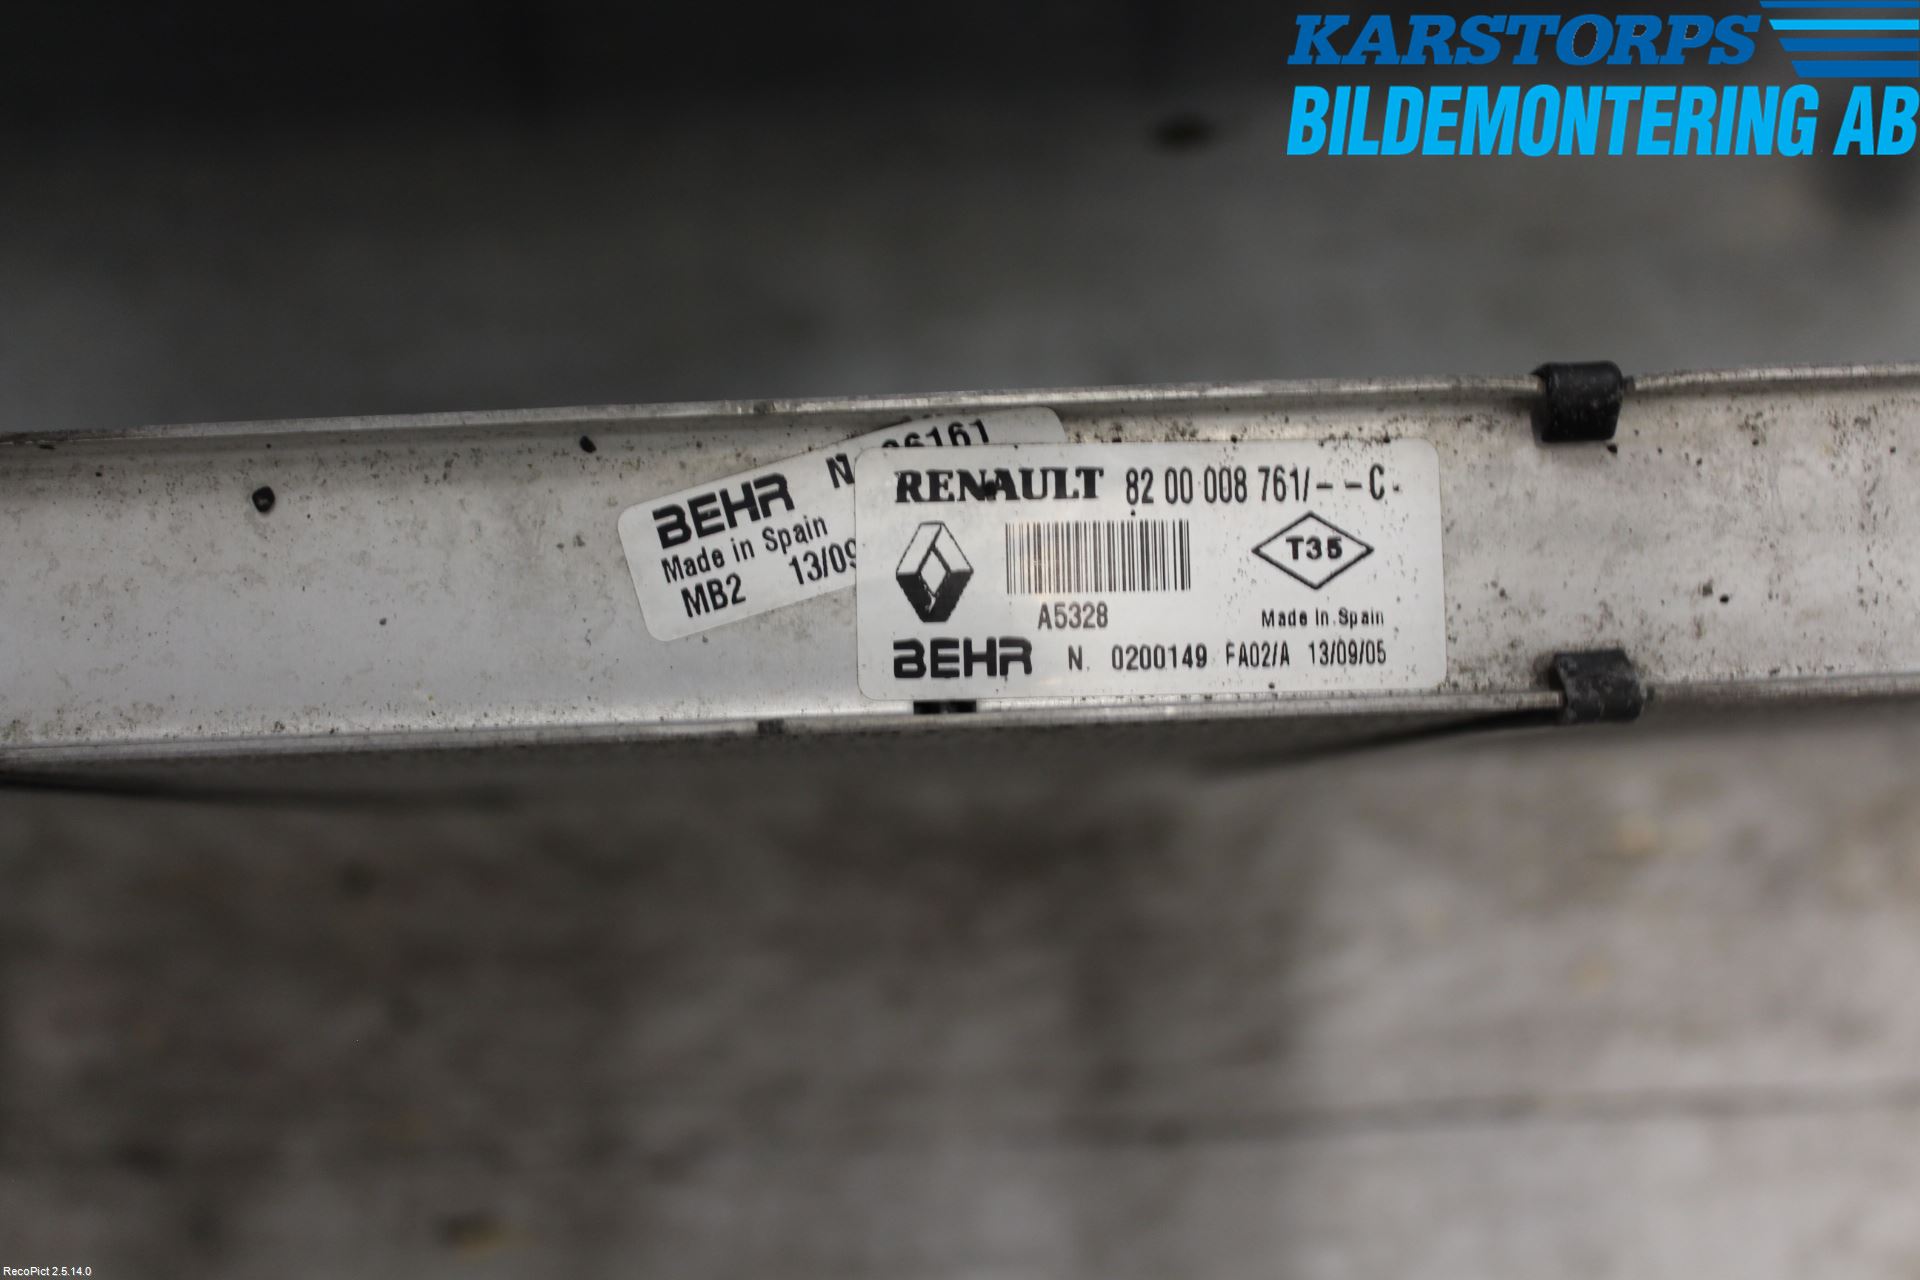 KARSTORPS
BILDEMONTERING AB
BEHR N
Made in Spain
MB2 13/09
RENAULT 82 00 008 761/--C-
T35
A5328
Made In Spain
BEHR N. 0200149 FA02/A 13/09/05
RecoPict 2.5.14.0